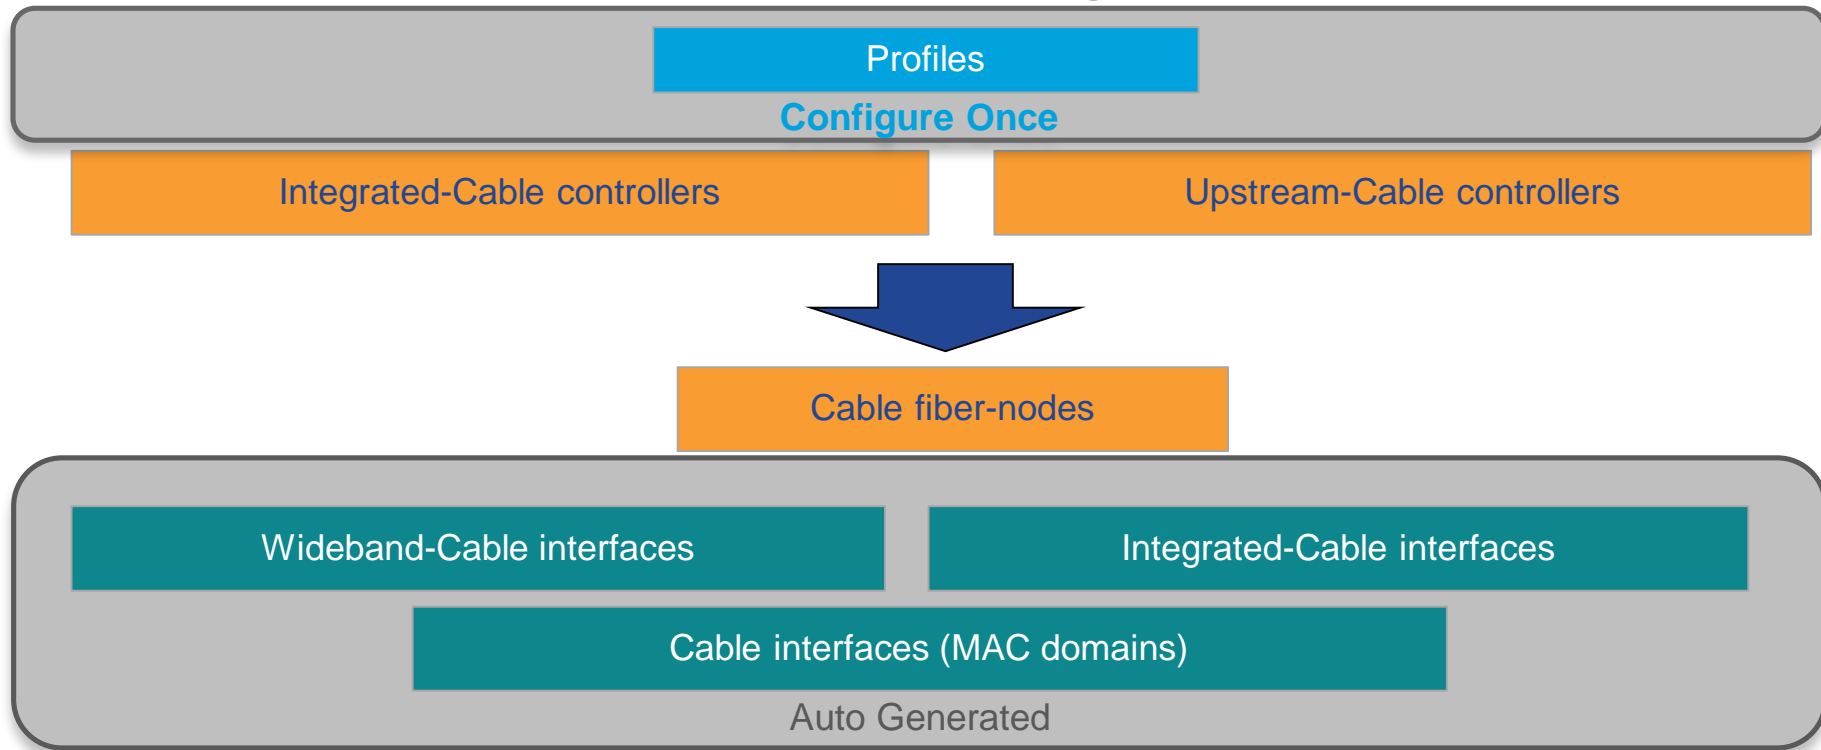 Profiles
Configure Once
Integrated-Cable controllers
Upstream-Cable controllers
Cable fiber-nodes
Wideband-Cable interfaces
Integrated-Cable interfaces
Cable interfaces (MAC domains)
Auto Generated